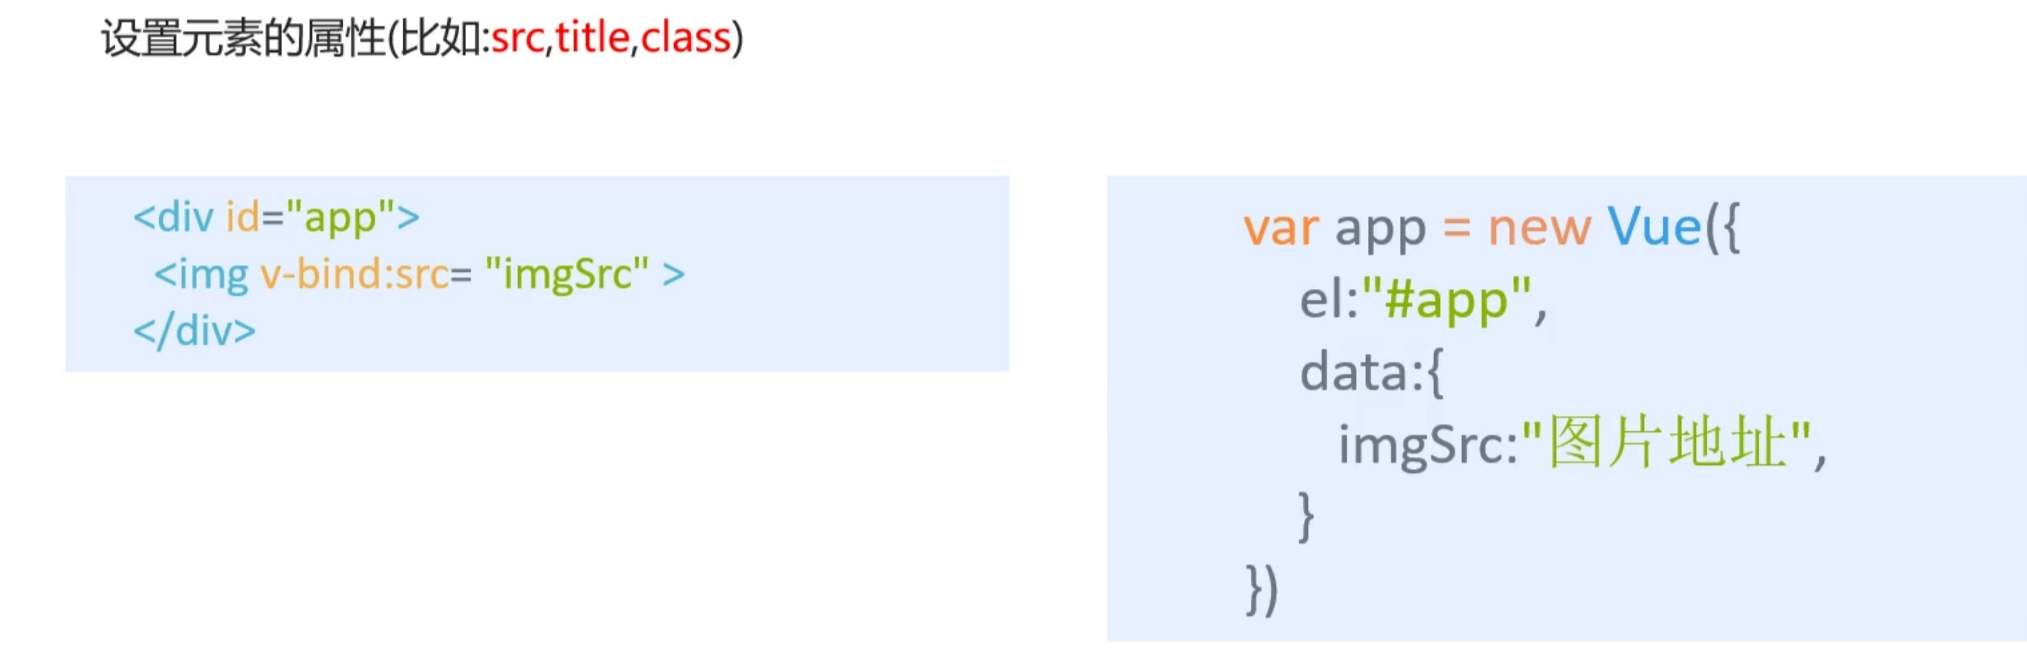 设置元素的属性(比如:src,title,class)
<div id="app">
<img v-bind:src= "imgSrc" >
</div>
var app = new Vue({
el:"#app",
data:{
imgSrc:"图片地址",
}
})